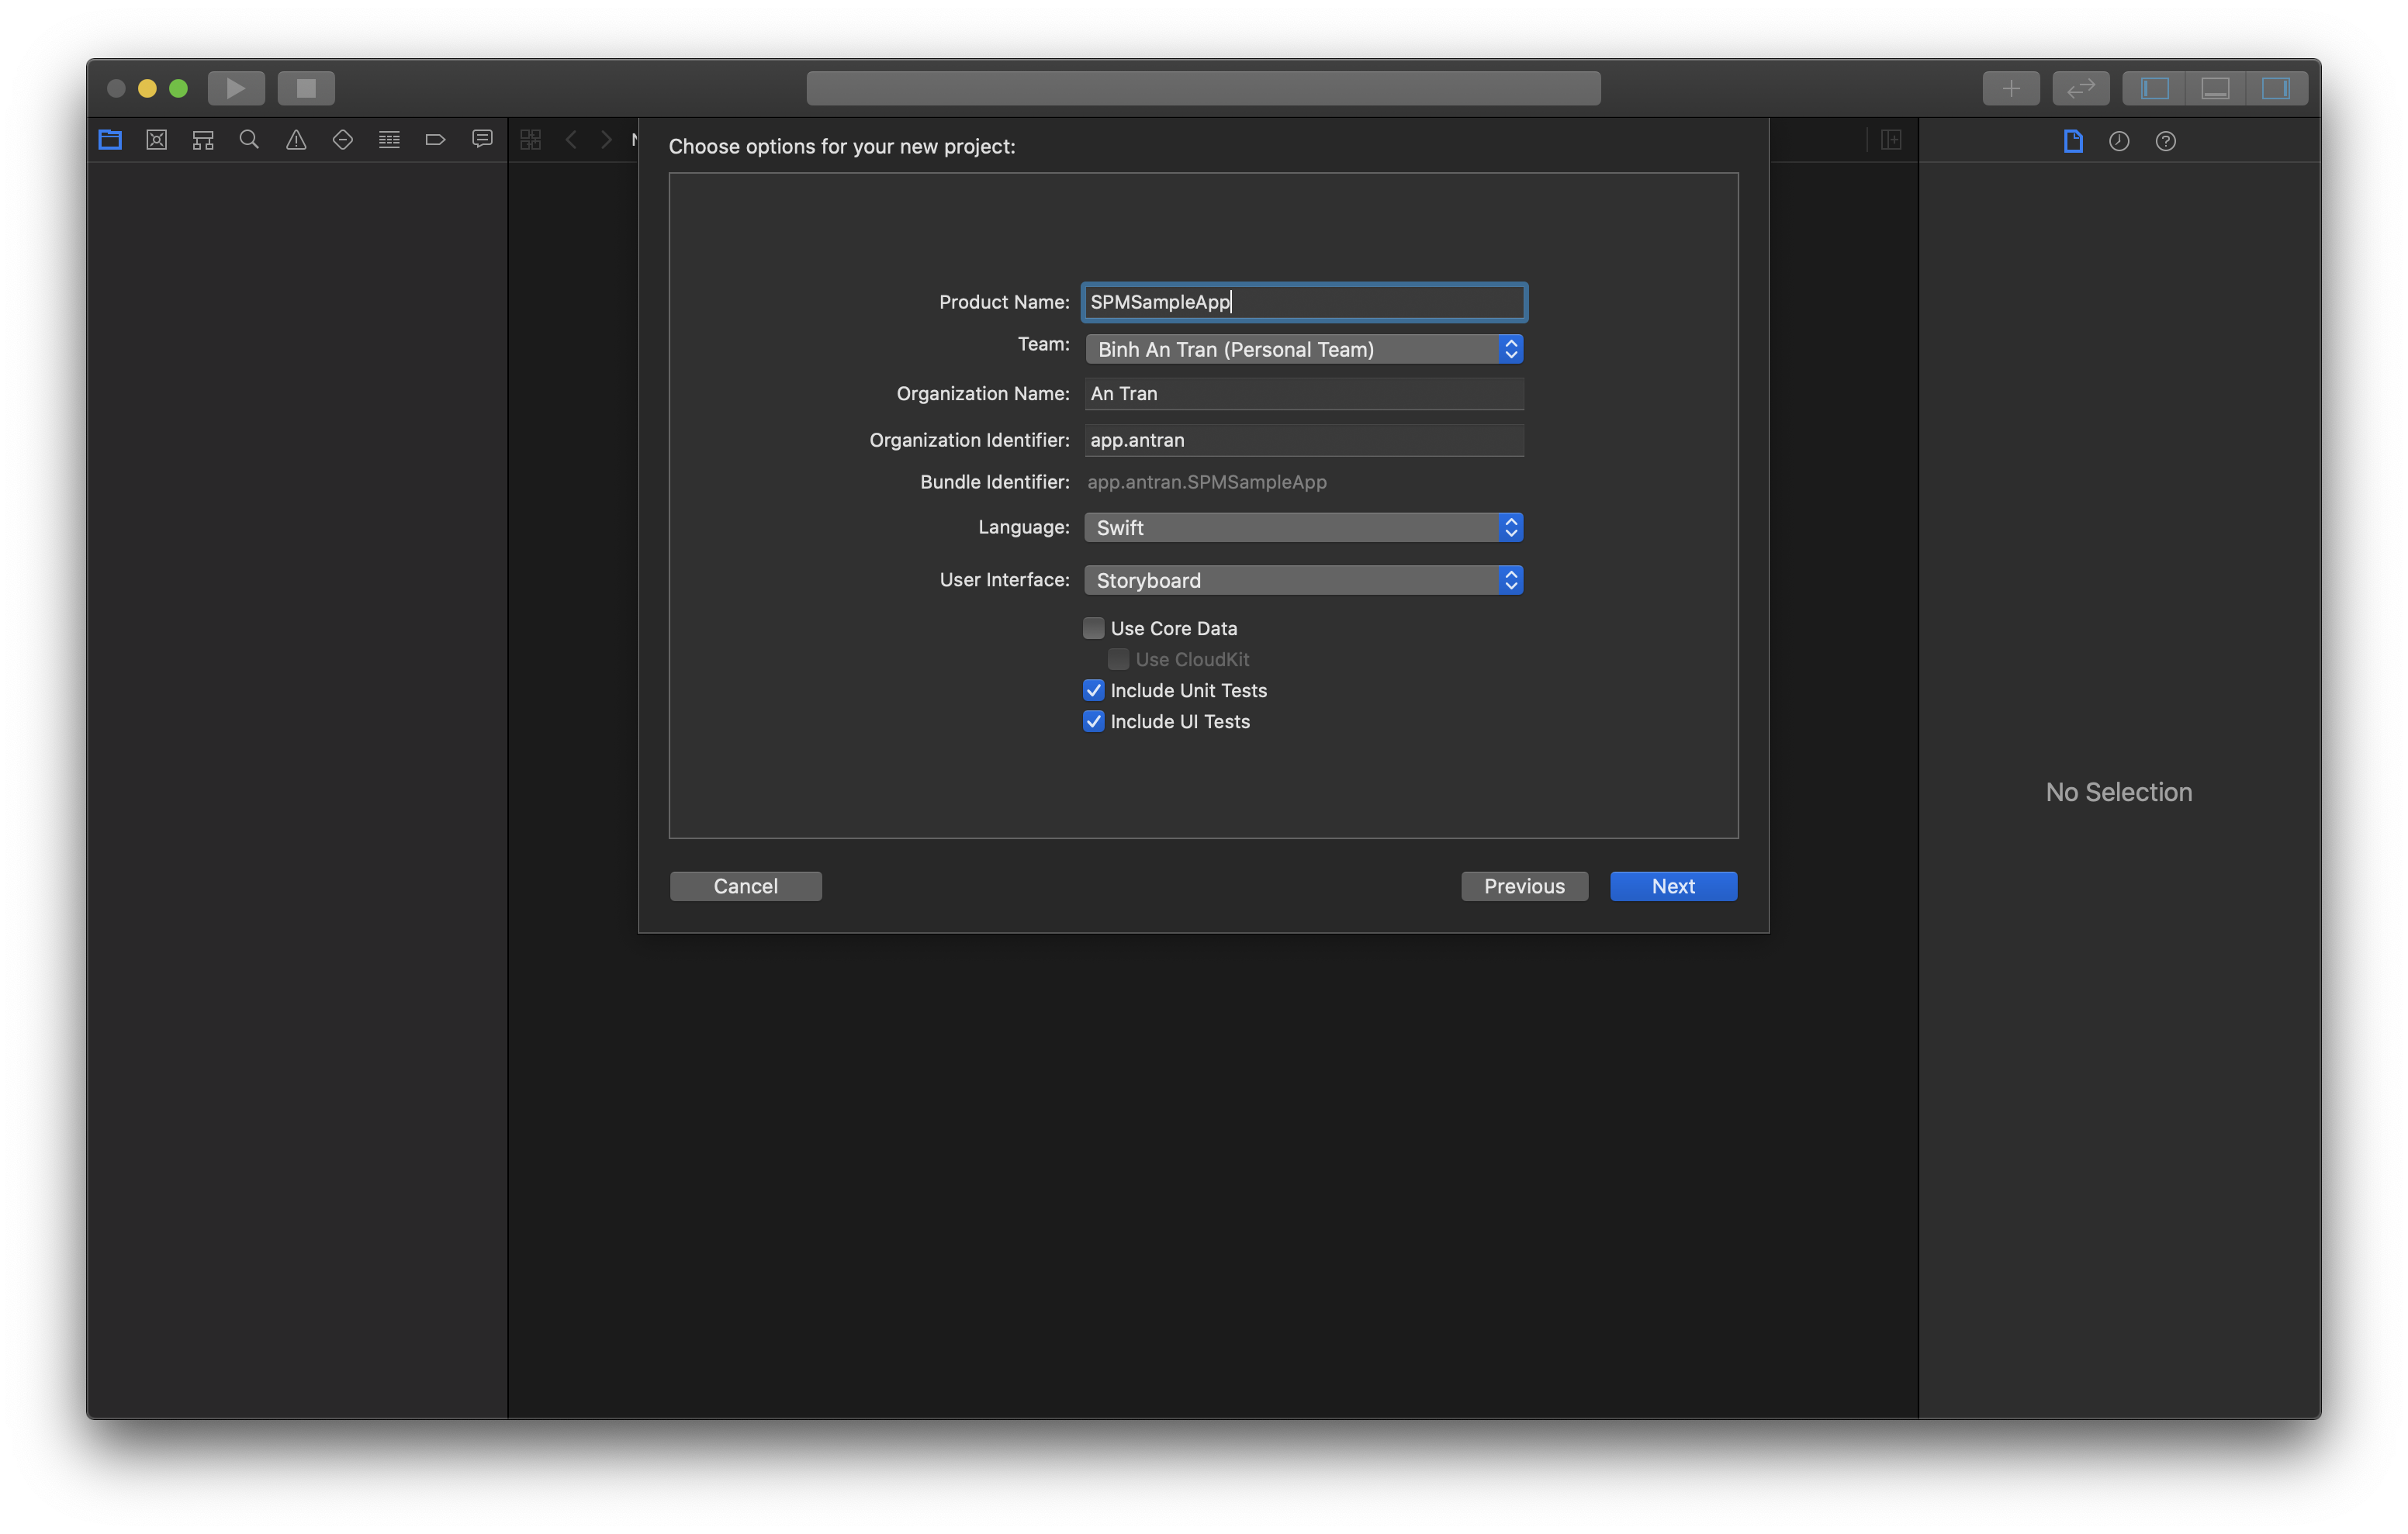 Choose options for your new project:
Product Name: SPMSampleApp
Team: Binh An Tran (Personal Team)
Organization Name: An Tran
Organization Identifier: app.antran
Bundle Identifier: app.antran.SPMSampleApp
Language: Swift
User Interface: Storyboard
Use Core Data
Use CloudKit
Include Unit Tests
Include UI Tests
No Selection
Cancel
Previous
Next